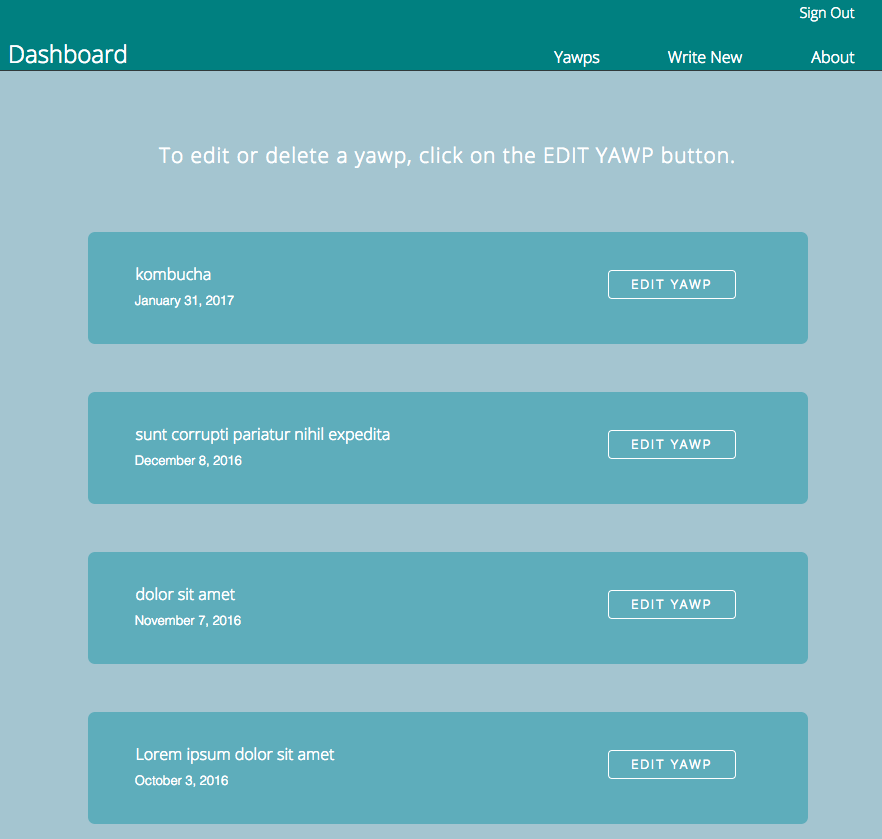 Sign Out
Dashboard Yawps Write New About
To edit or delete a yawp, click on the EDIT YAWP button.
kombucha
January 31, 2017
EDIT YAWP
sunt corrupti pariatur nihil expedita
December 8, 2016
EDIT YAWP
dolor sit amet
November 7, 2016
EDIT YAWP
Lorem ipsum dolor sit amet
October 3, 2016
EDIT YAWP